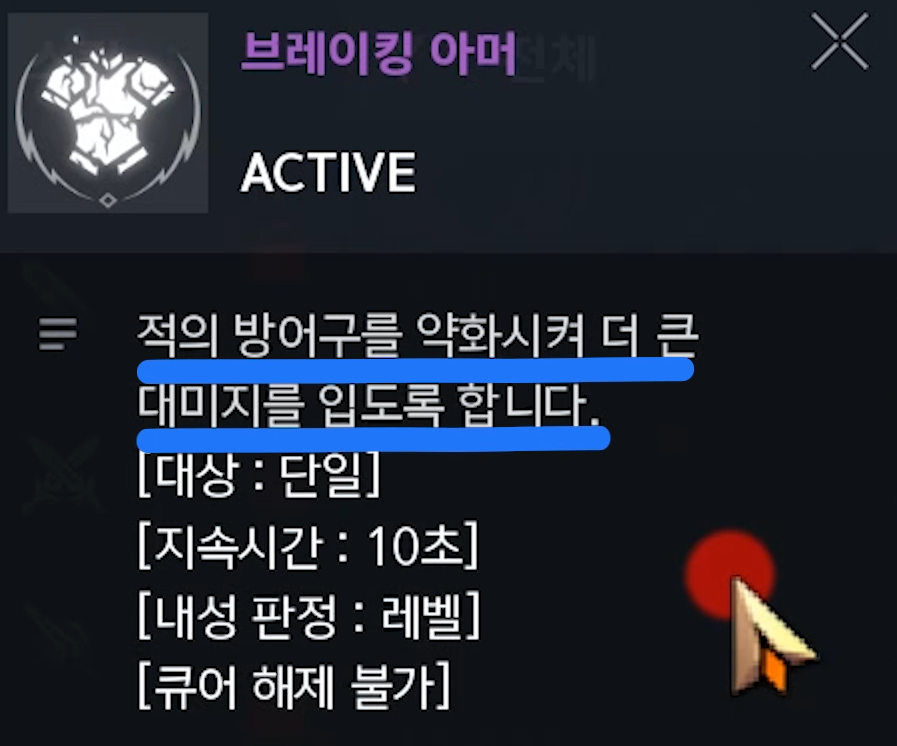 브레이킹 아머
ACTIVE
적의 방어구를 약화시켜 더 큰
대미지를 입도록 합니다.
[대상 : 단일]
[지속시간 : 10초]
[내성 판정 : 레벨]
[큐어 해제 불가]